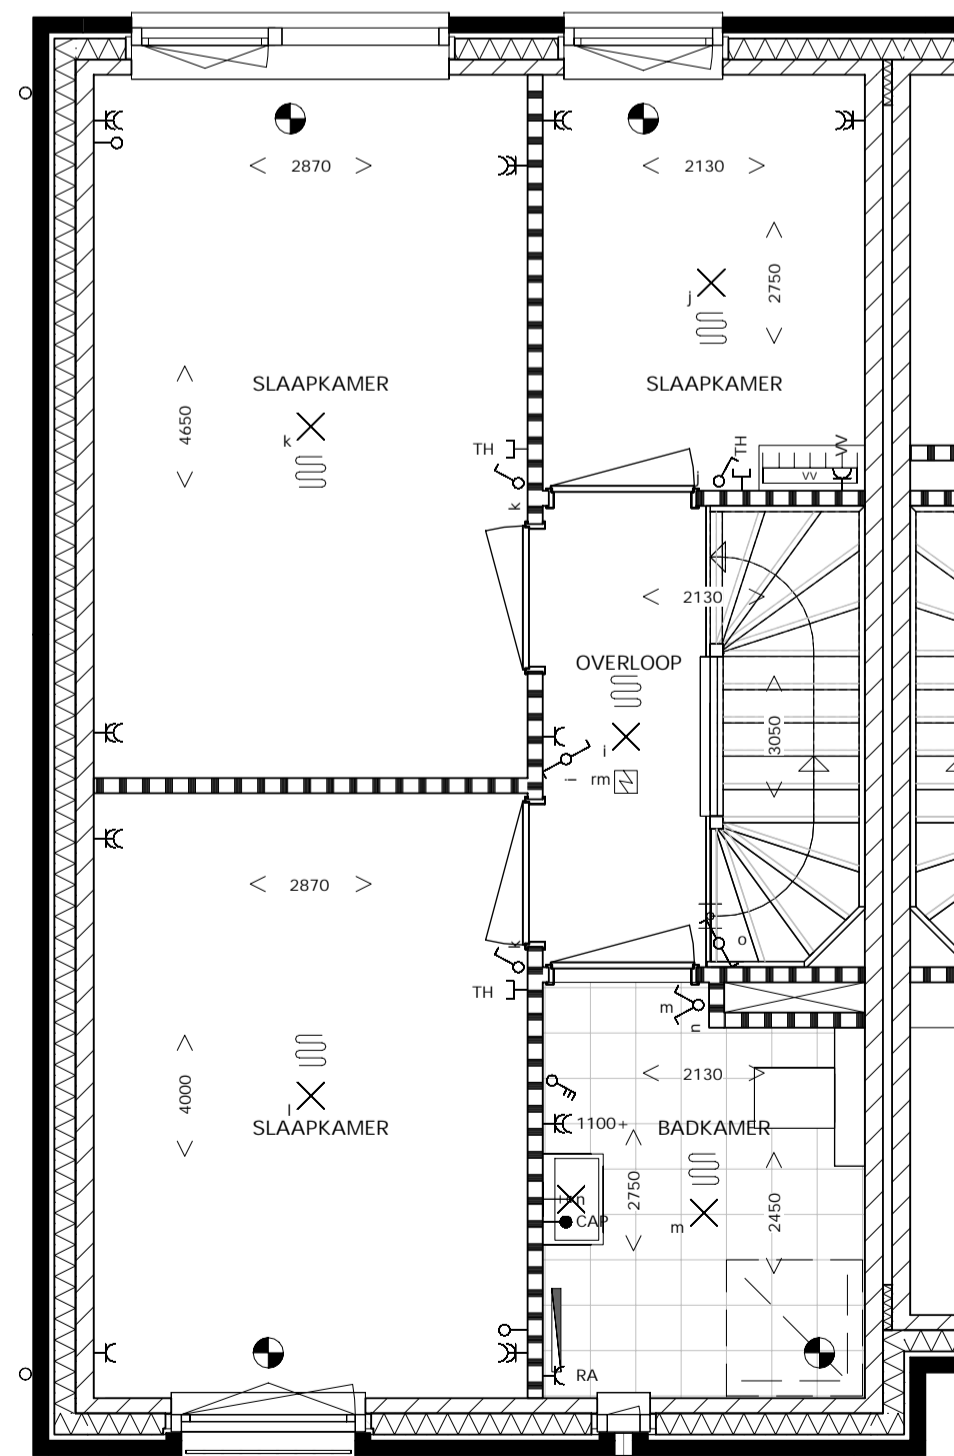 2870
2130
2750
SLAAPKAMER
SLAAPKAMER
j
k
4650
TH
TH
VV
VV
j
k
2130
OVERLOOP
3050
i
i
rm
2870
k
o
o
TH
m
n
4000
l
SLAAPKAMER
2130
1100+
BADKAMER
2750
2450
n
CAP
m
RA